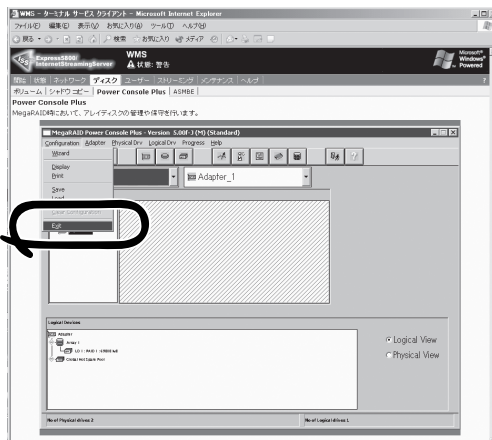 WMS - ターミナル サービス クライアント - Microsoft Internet Explorer
ファイル(F) 編集(E) 表示(V) お気に入り(A) ツール(T) ヘルプ(H)
戻る 検索 お気に入り メディア
Express5800/
InternetStreamingServer
WMS
状態: 警告
Microsoft®
Windows®
Powered
開始 状態 ネットワーク ディスク ユーザー ストリーミング メンテナンス ヘルプ ?
ボリューム シャドウ コピー Power Console Plus ASMBE
Power Console Plus
MegaRAID時において、アレイディスクの管理や保守を行います。
MegaRAID Power Console Plus - Version 5.00f-J (M) (Standard)
Configuration Adapter Physical Drv Logical Drv Progress Help
Wizard
Display
Print
Save
Load
Clear Configuration
Exit
Adapter_1
Logical Devices
Adapter
Array 1
Global Hot Spare Pool
Logical View
Physical View
No of Physical drives 2
No of Logical drives 1